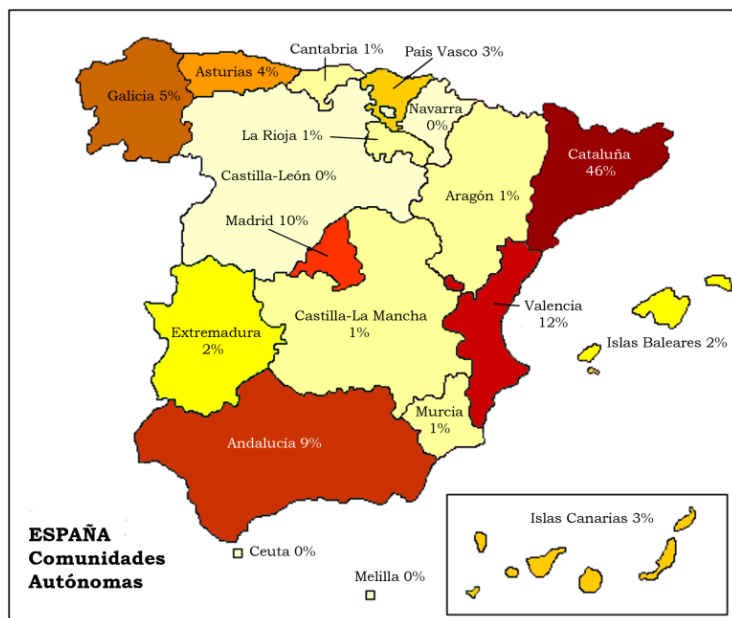 Cantabria 1%
País Vasco 3%
Asturias 4%
Galicia 5%
Navarra
0%
La Rioja 1%
Cataluña
46%
Castilla-León 0%
Aragón 1%
Madrid 10%
Valencia
12%
Castilla-La Mancha
1%
Extremadura
2%
Islas Baleares 2%
Murcia
1%
Andalucía 9%
Islas Canarias 3%
ESPAÑA
Comunidades
Autónomas
Ceuta 0%
Melilla 0%